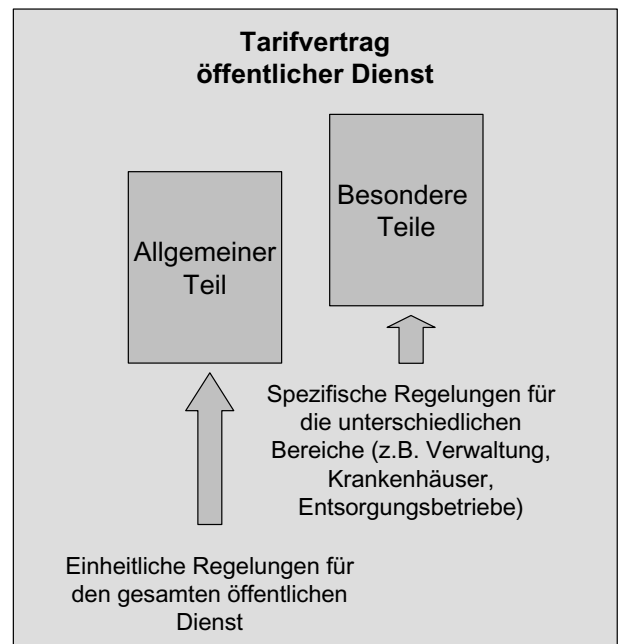 Tarifvertrag
öffentlicher Dienst
Allgemeiner
Teil
Besondere
Teile
Spezifische Regelungen für
die unterschiedlichen
Bereiche (z.B. Verwaltung,
Krankenhäuser,
Entsorgungsbetriebe)
Einheitliche Regelungen für
den gesamten öffentlichen
Dienst